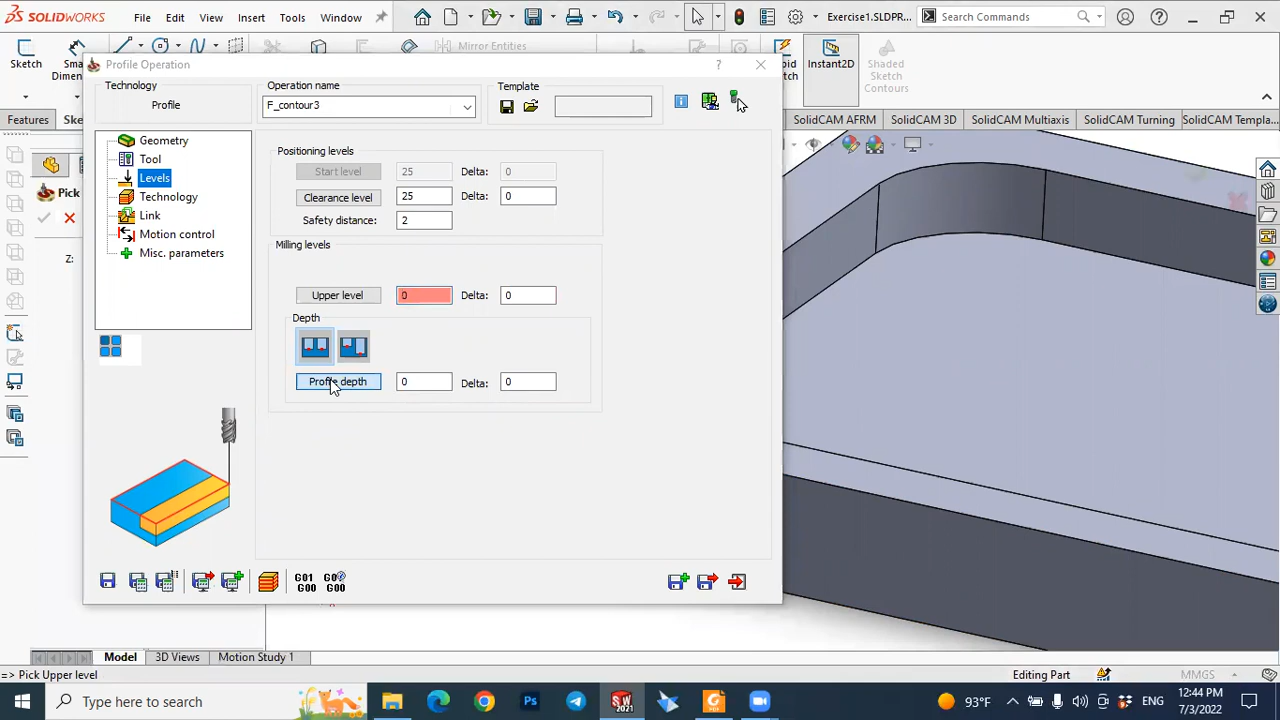 SOLIDWORKS
File
Edit
View
Insert
Tools
Window
Exercise1.SLDPR...
Search Commands
Sketch
Mirror Entities
Instant2D
Shaded
Sketch
Contours
Features
SolidCAM AFRM
SolidCAM 3D
SolidCAM Multiaxis
SolidCAM Turning
SolidCAM Templa...
Pick
Z:
Profile Operation
?
Technology
Profile
Operation name
F_contour3
Template
Geometry
Tool
Levels
Technology
Link
Motion control
Misc. parameters
Positioning levels
Start level
25
Delta:
0
Clearance level
25
Delta:
0
Safety distance:
2
Milling levels
Upper level
0
Delta:
0
Depth
Profile depth
0
Delta:
0
G01
G00
G0
G00
Model
3D Views
Motion Study 1
=> Pick Upper level
Editing Part
MMGS
Type here to search
93°F
ENG
12:44 PM
7/3/2022